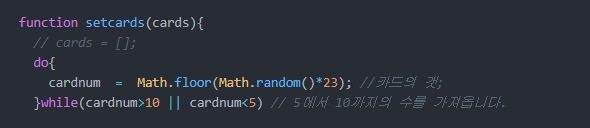 function setcards(cards){
// cards = [];
do{
cardnum = Math.floor(Math.random()*23); //카드의 갯;
}while(cardnum>10 || cardnum<5) // 5에서 10까지의 수를 가져옵니다.